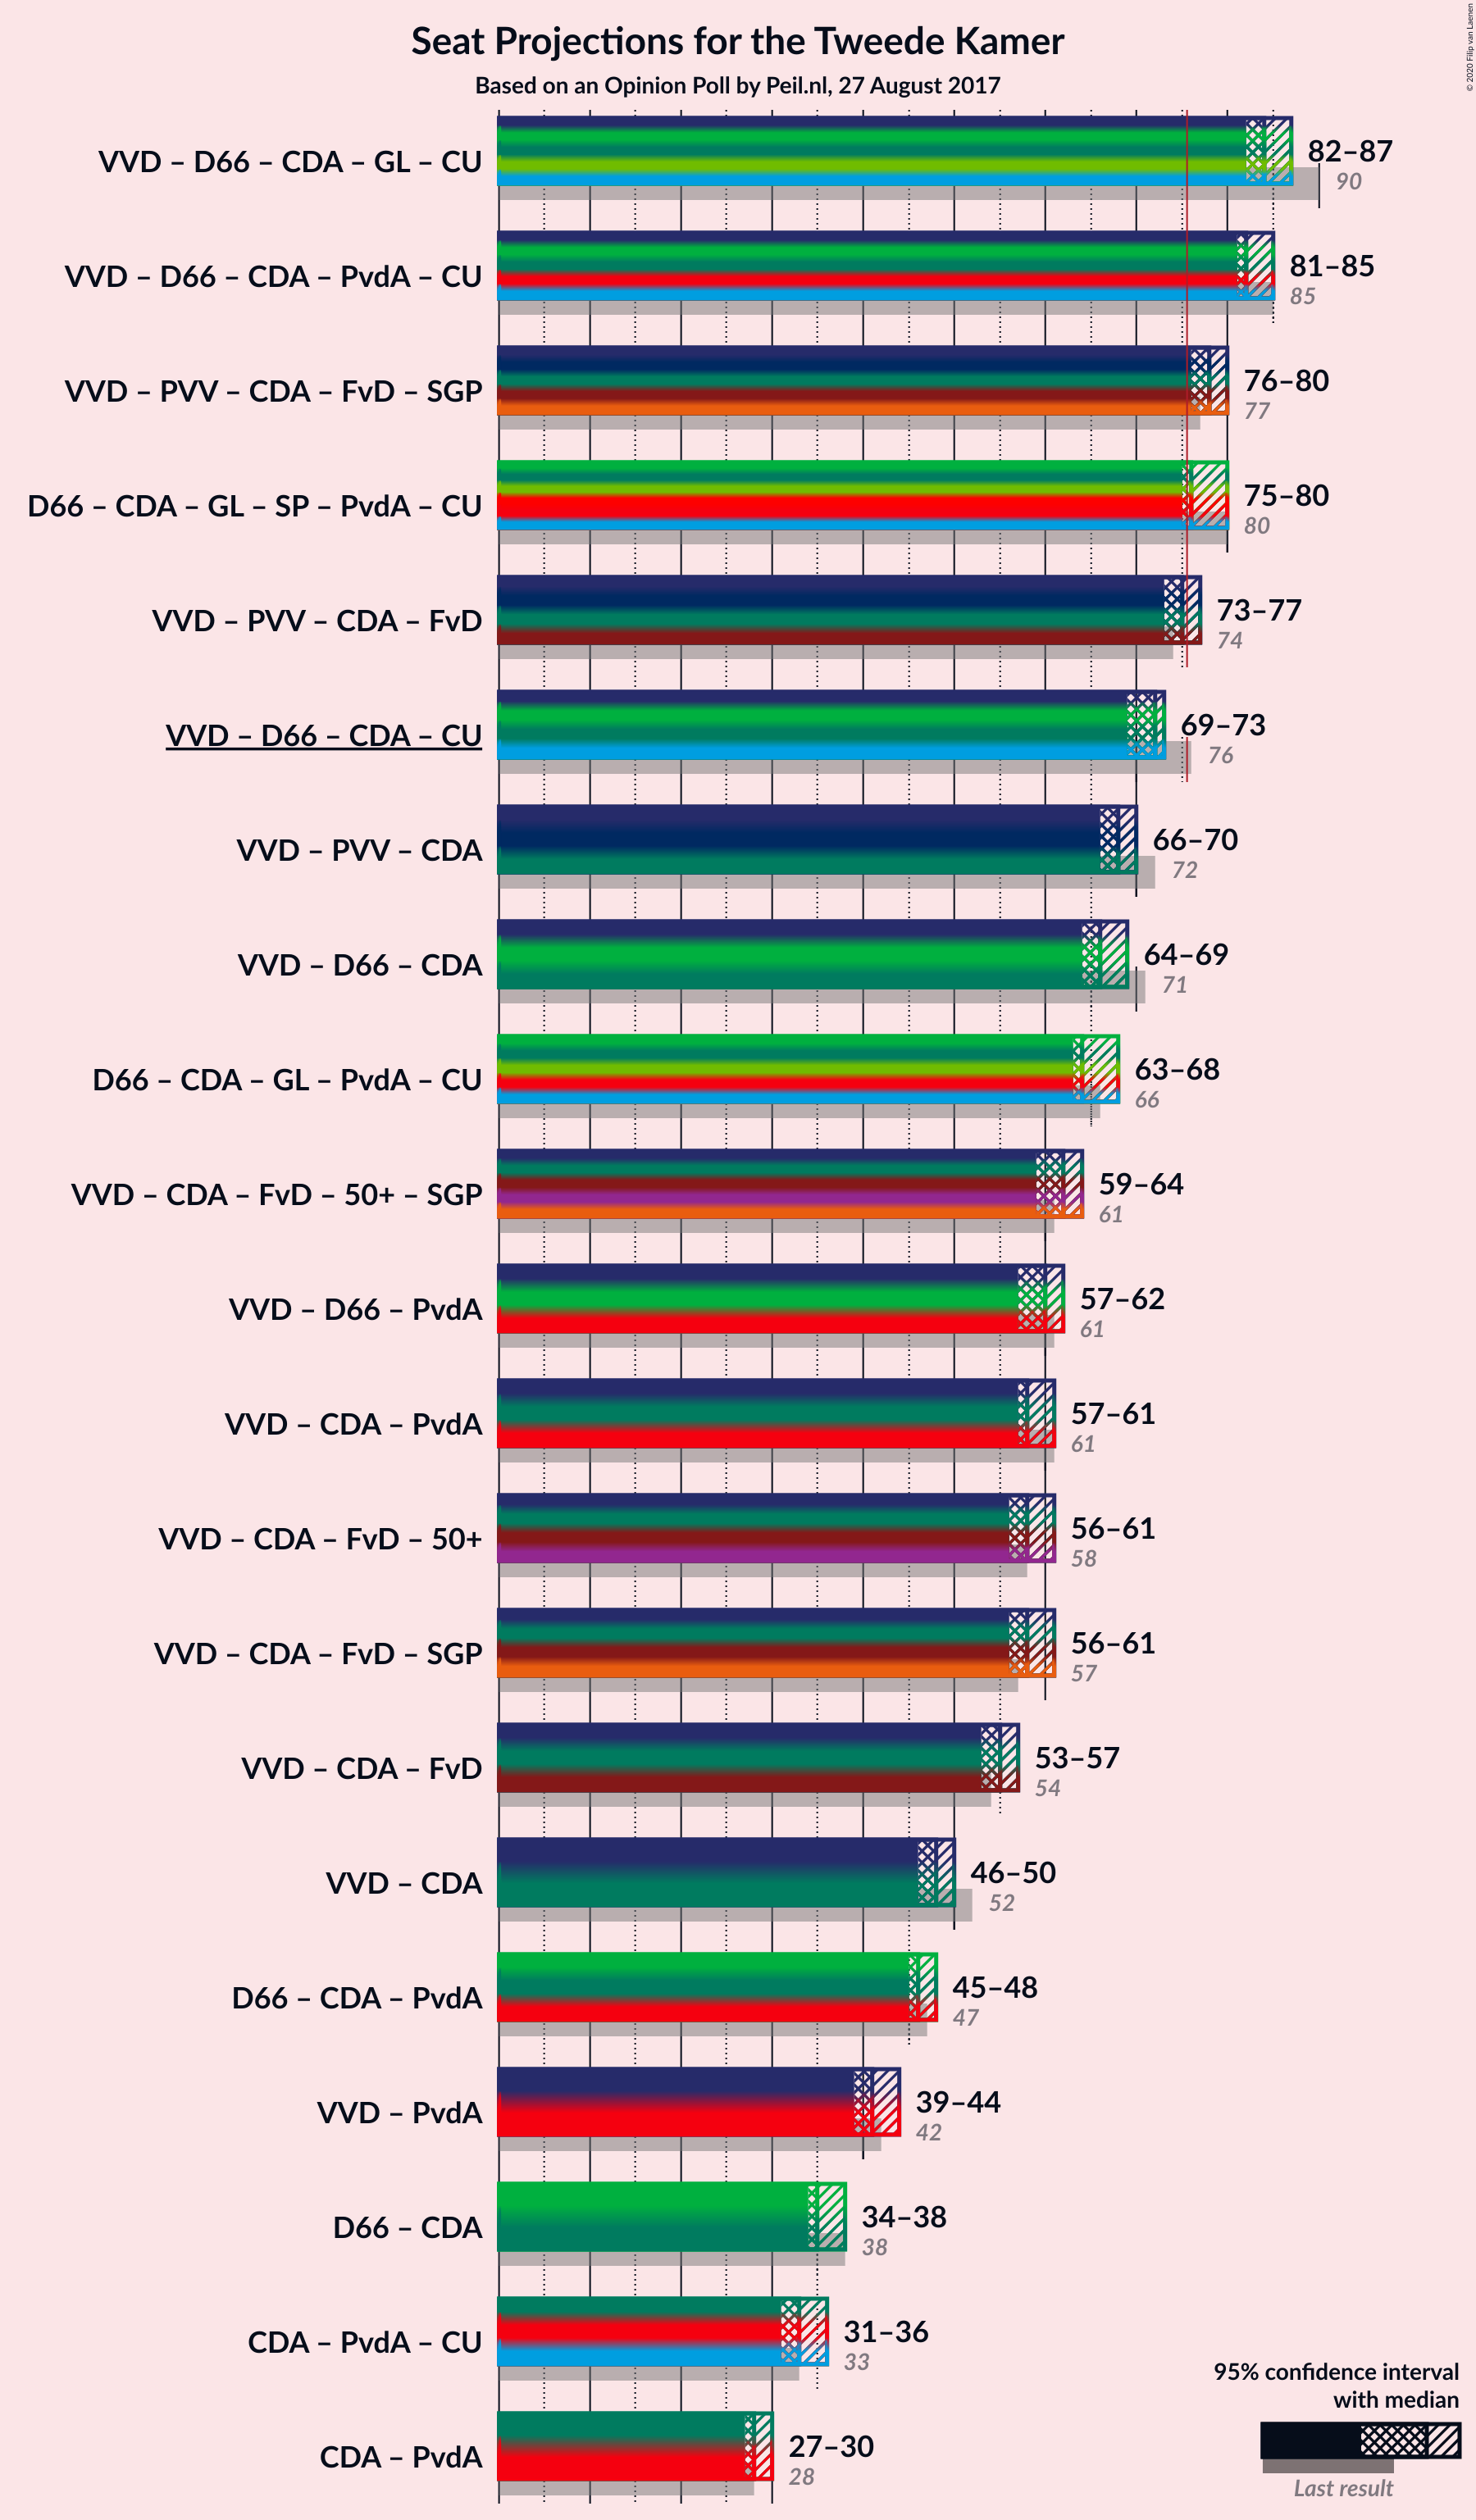 Seat Projections for the Tweede Kamer
Based on an Opinion Poll by Peil.nl, 27 August 2017
© 2020 Filip van Laenen
VVD – D66 – CDA – GL – CU
82–87
90
VVD – D66 – CDA – PvdA – CU
81–85
85
VVD – PVV – CDA – FvD – SGP
76–80
77
D66 – CDA – GL – SP – PvdA – CU
75–80
80
VVD – PVV – CDA – FvD
73–77
74
VVD – D66 – CDA – CU
69–73
76
VVD – PVV – CDA
66–70
72
VVD – D66 – CDA
64–69
71
D66 – CDA – GL – PvdA – CU
63–68
66
VVD – CDA – FvD – 50+ – SGP
59–64
61
VVD – D66 – PvdA
57–62
61
VVD – CDA – PvdA
57–61
61
VVD – CDA – FvD – 50+
56–61
58
VVD – CDA – FvD – SGP
56–61
57
VVD – CDA – FvD
53–57
54
VVD – CDA
46–50
52
D66 – CDA – PvdA
45–48
47
VVD – PvdA
39–44
42
D66 – CDA
34–38
38
CDA – PvdA – CU
31–36
33
CDA – PvdA
27–30
28
95% confidence interval
with median
Last result